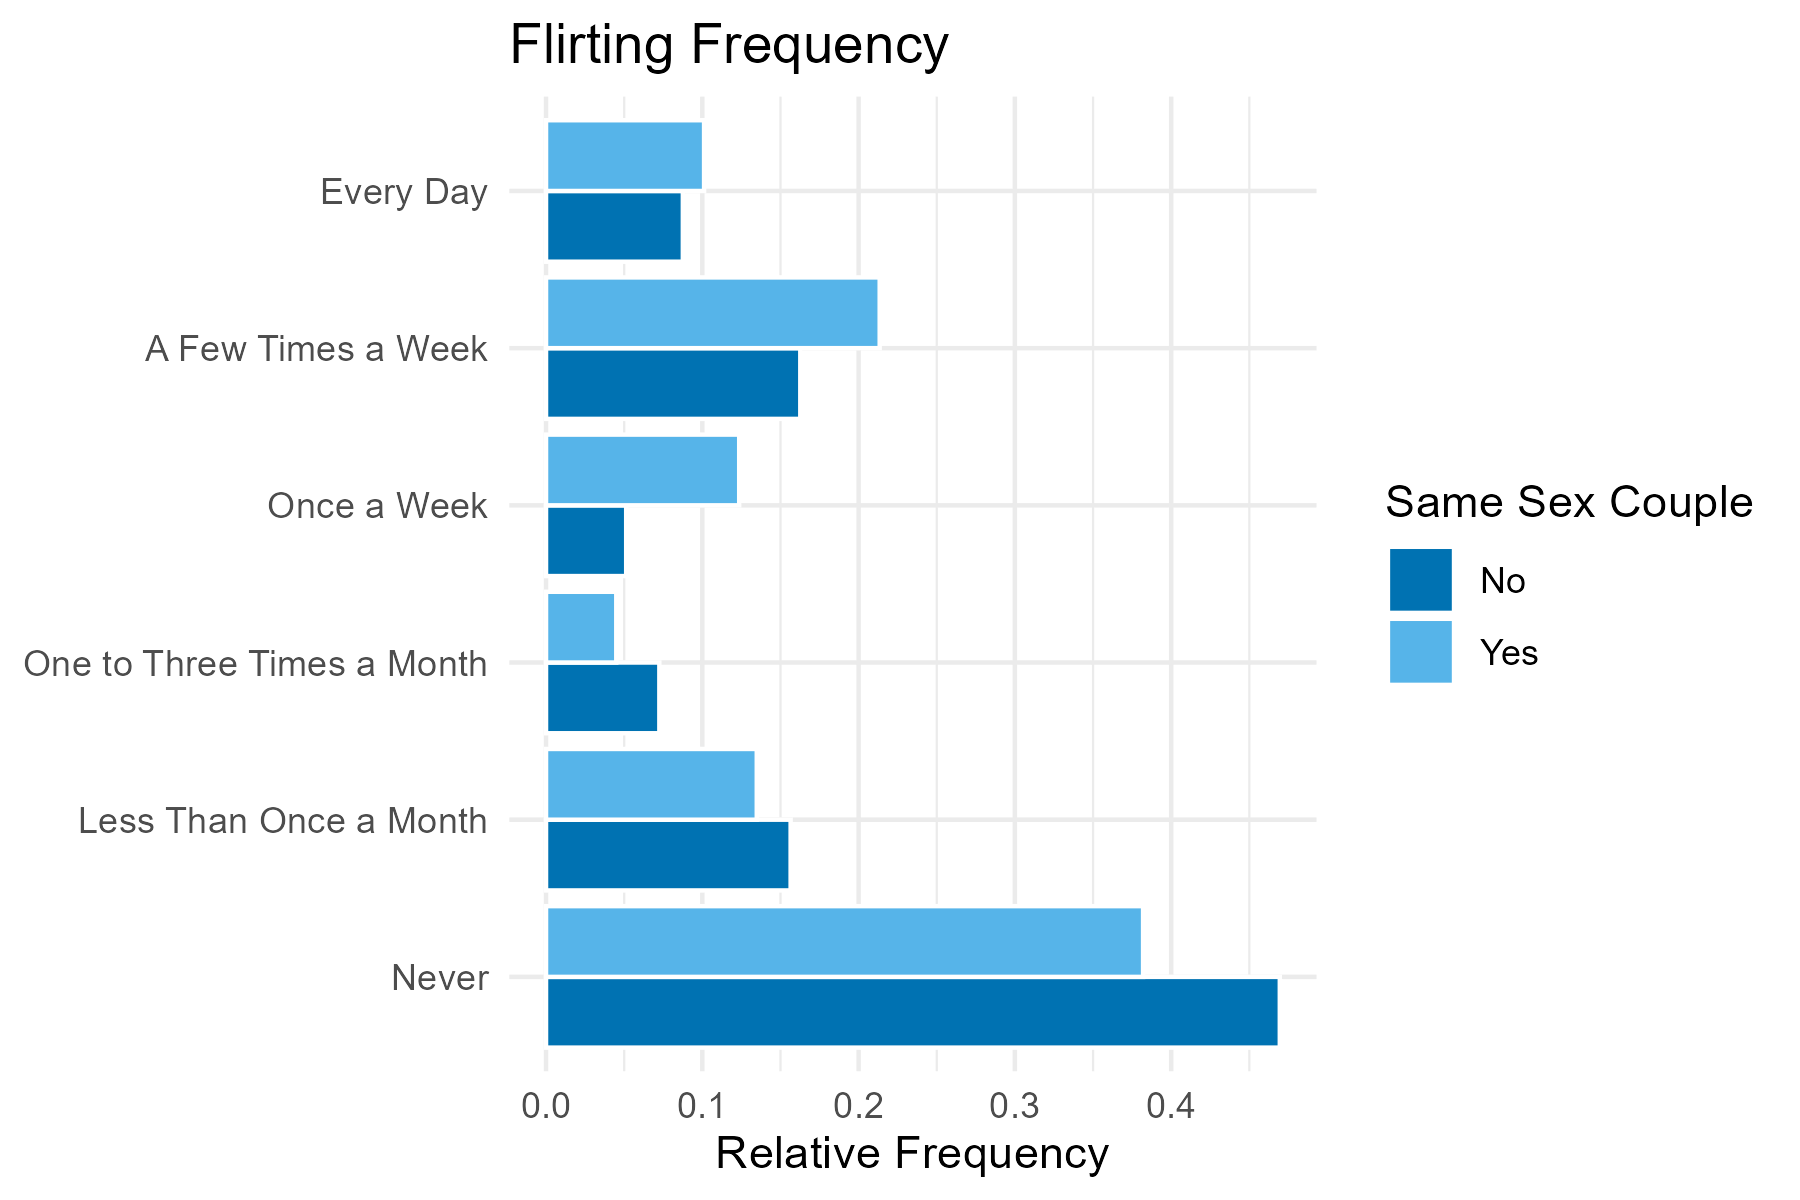 Flirting Frequency
Every Day
A Few Times a Week
Once a Week
One to Three Times a Month
Less Than Once a Month
Never
0.0 0.1 0.2 0.3 0.4
Relative Frequency
Same Sex Couple
No
Yes